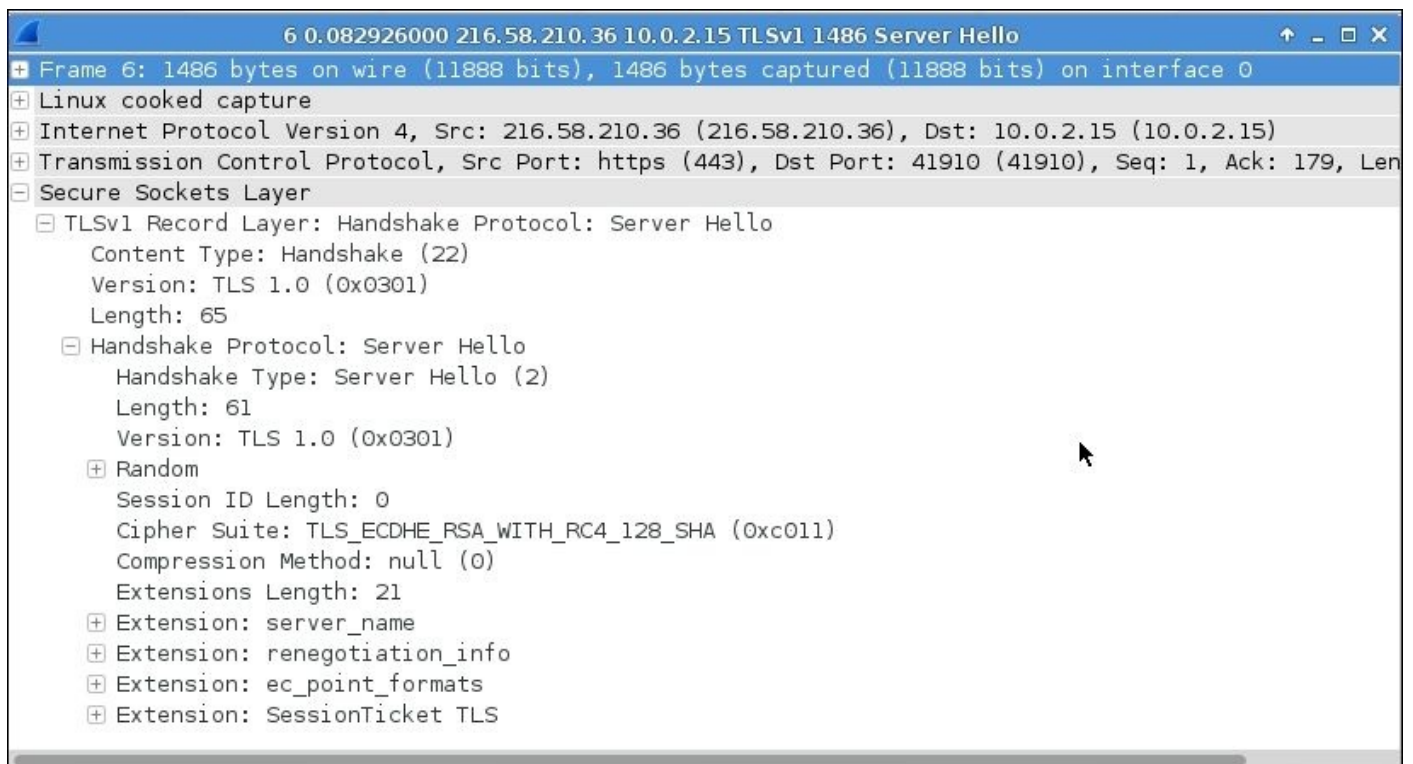 6 0.082926000 216.58.210.36 10.0.2.15 TLSv1 1486 Server Hello
Frame 6: 1486 bytes on wire (11888 bits), 1486 bytes captured (11888 bits) on interface 0
Linux cooked capture
Internet Protocol Version 4, Src: 216.58.210.36 (216.58.210.36), Dst: 10.0.2.15 (10.0.2.15)
Transmission Control Protocol, Src Port: https (443), Dst Port: 41910 (41910), Seq: 1, Ack: 179, Len
Secure Sockets Layer
TLSv1 Record Layer: Handshake Protocol: Server Hello
Content Type: Handshake (22)
Version: TLS 1.0 (0x0301)
Length: 65
Handshake Protocol: Server Hello
Handshake Type: Server Hello (2)
Length: 61
Version: TLS 1.0 (0x0301)
Random
Session ID Length: 0
Cipher Suite: TLS_ECDHE_RSA_WITH_RC4_128_SHA (0xc011)
Compression Method: null (0)
Extensions Length: 21
Extension: server_name
Extension: renegotiation_info
Extension: ec_point_formats
Extension: SessionTicket TLS